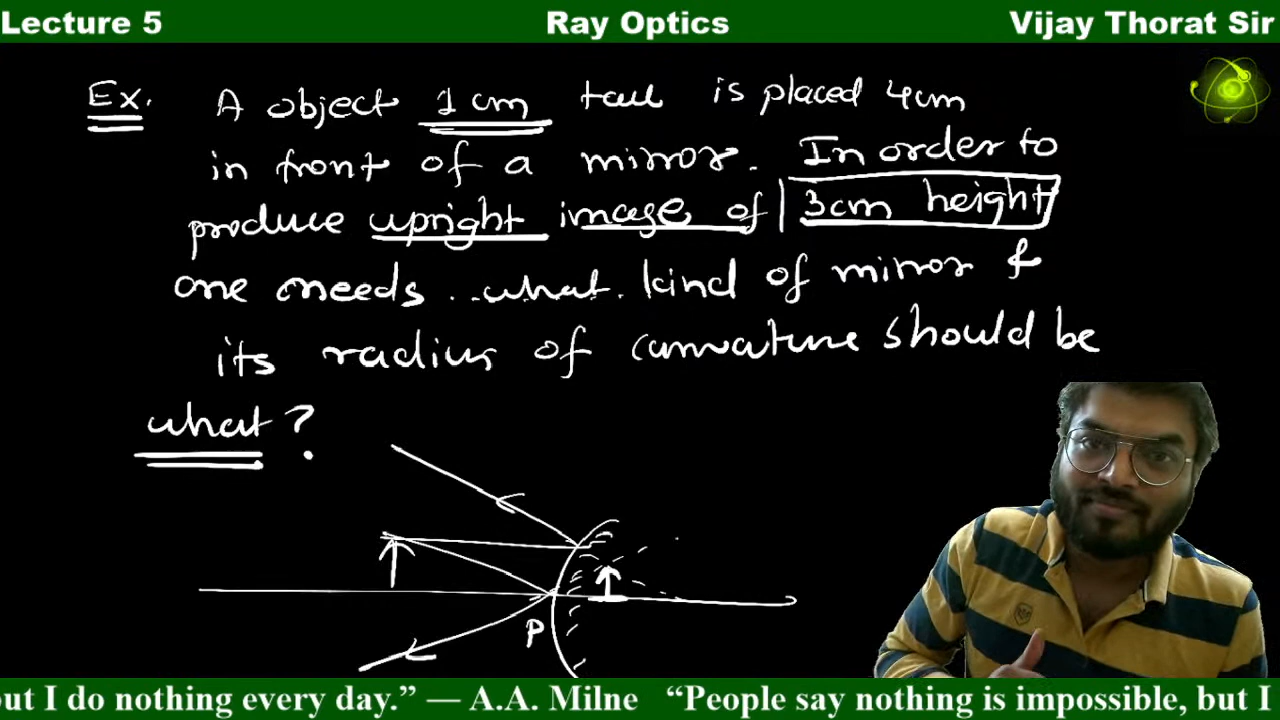 Lecture 5
Ray Optics
Vijay Thorat Sir
Ex. A object 1 cm tall is placed 4cm
in front of a mirror. In order to
produce upright image of 3cm height
one needs ..what. kind of mirror &
its radius of curvature should be
what?
P
out I do nothing every day.” — A.A. Milne “People say nothing is impossible, but I